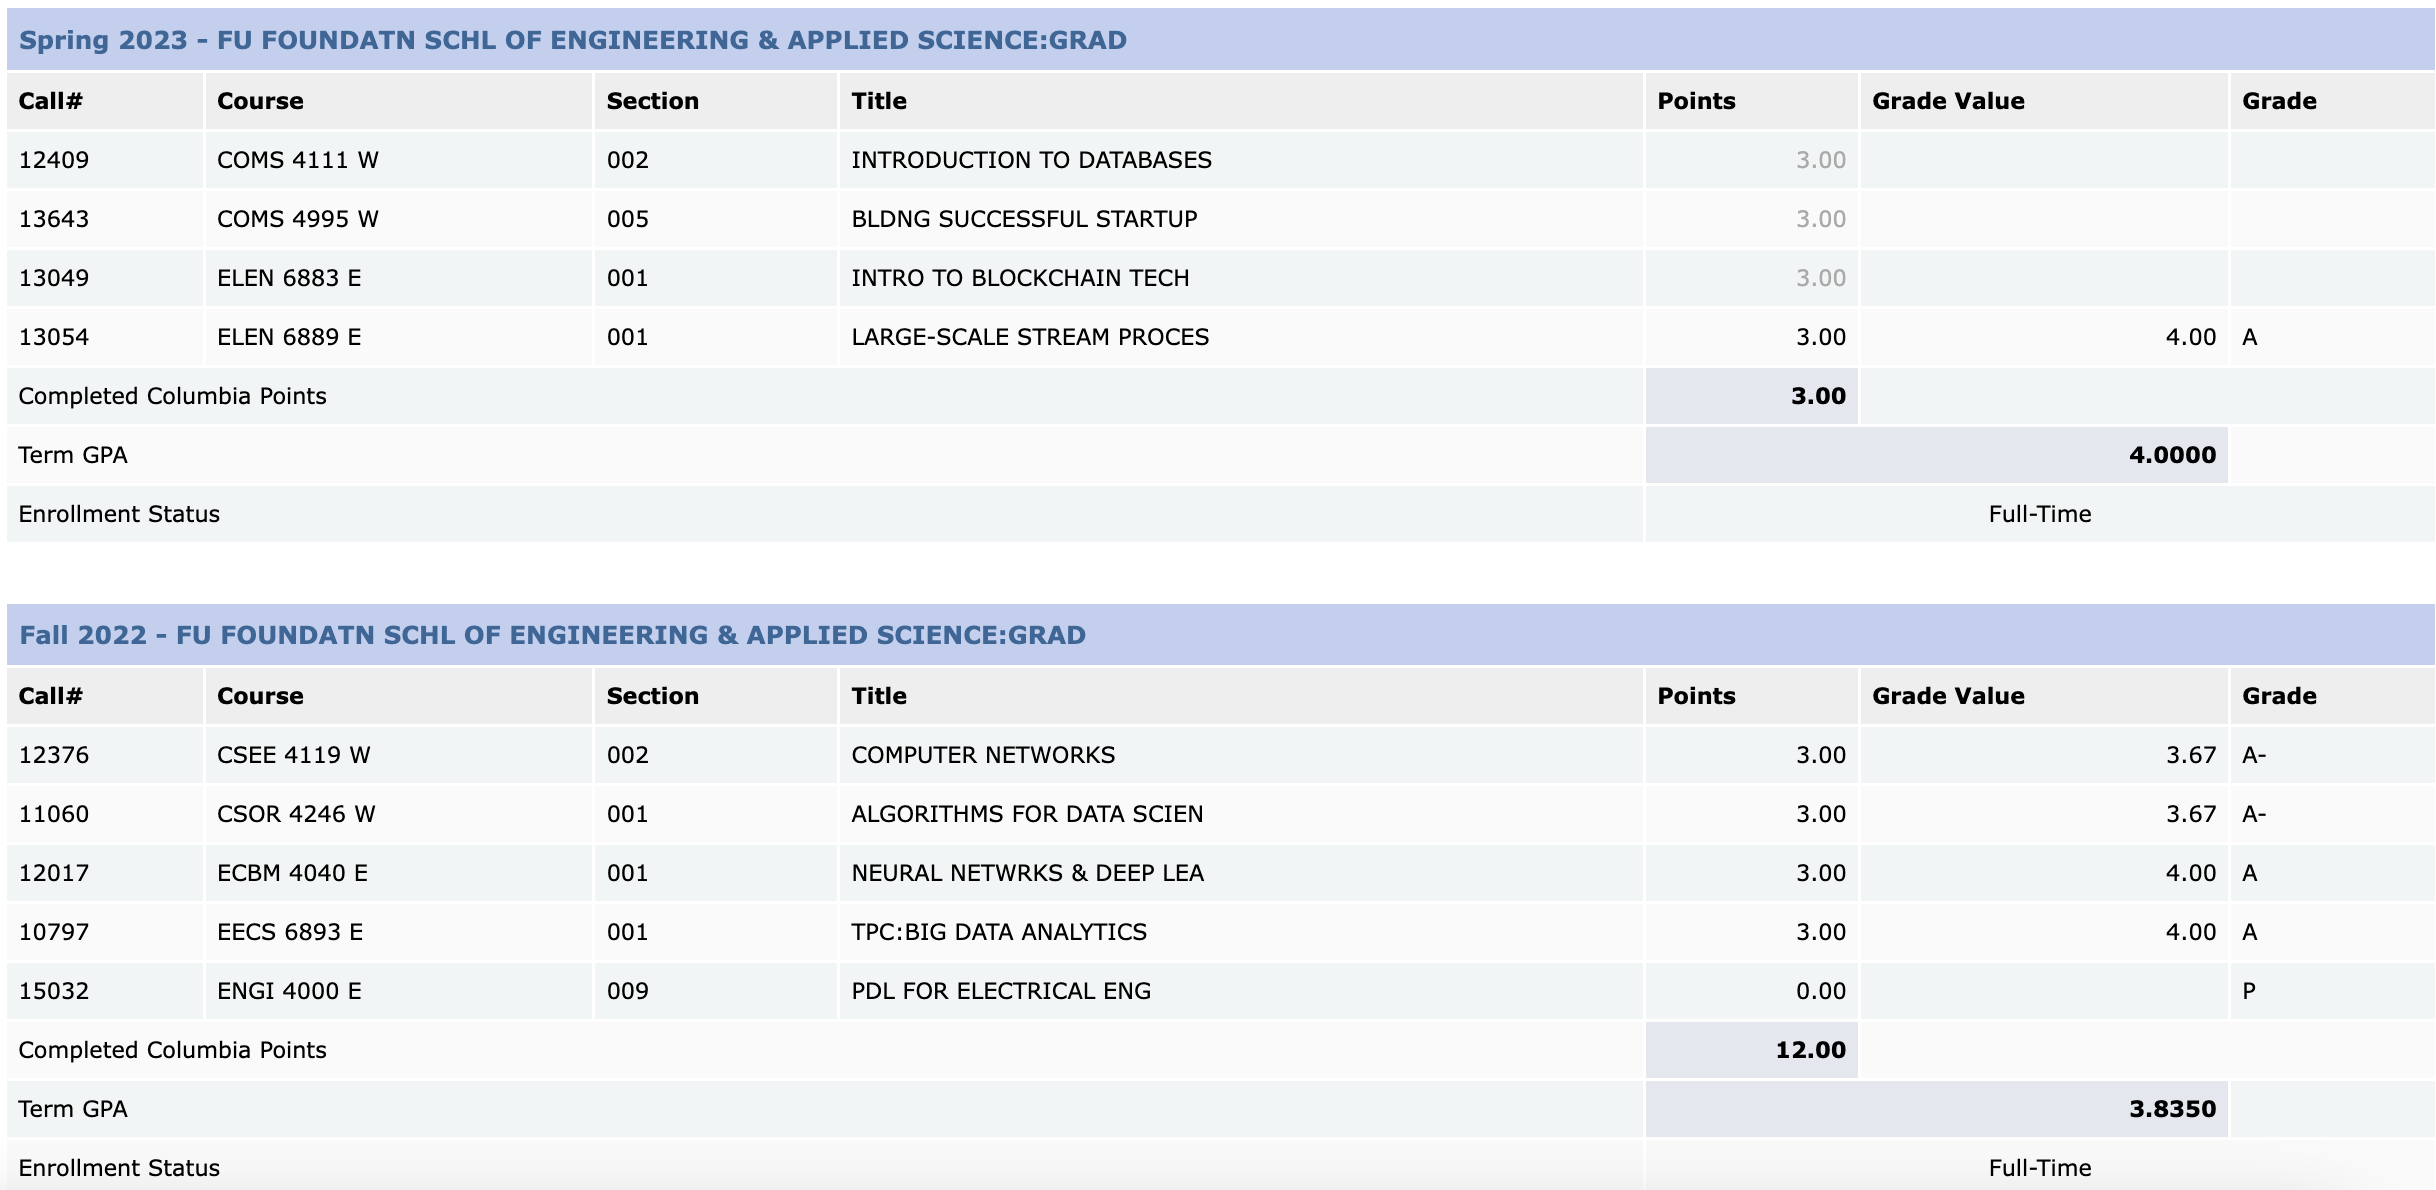 Spring 2023 - FU FOUNDATN SCHL OF ENGINEERING & APPLIED SCIENCE:GRAD
Call# Course Section Title Points Grade Value Grade
12409 COMS 4111 W 002 INTRODUCTION TO DATABASES 3.00
13643 COMS 4995 W 005 BLDNG SUCCESSFUL STARTUP 3.00
13049 ELEN 6883 E 001 INTRO TO BLOCKCHAIN TECH 3.00
13054 ELEN 6889 E 001 LARGE-SCALE STREAM PROCES 3.00 4.00 A
Completed Columbia Points 3.00
Term GPA 4.0000
Enrollment Status Full-Time
Fall 2022 - FU FOUNDATN SCHL OF ENGINEERING & APPLIED SCIENCE:GRAD
Call# Course Section Title Points Grade Value Grade
12376 CSEE 4119 W 002 COMPUTER NETWORKS 3.00 3.67 A-
11060 CSOR 4246 W 001 ALGORITHMS FOR DATA SCIEN 3.00 3.67 A-
12017 ECBM 4040 E 001 NEURAL NETWRKS & DEEP LEA 3.00 4.00 A
10797 EECS 6893 E 001 TPC:BIG DATA ANALYTICS 3.00 4.00 A
15032 ENGI 4000 E 009 PDL FOR ELECTRICAL ENG 0.00 P
Completed Columbia Points 12.00
Term GPA 3.8350
Enrollment Status Full-Time